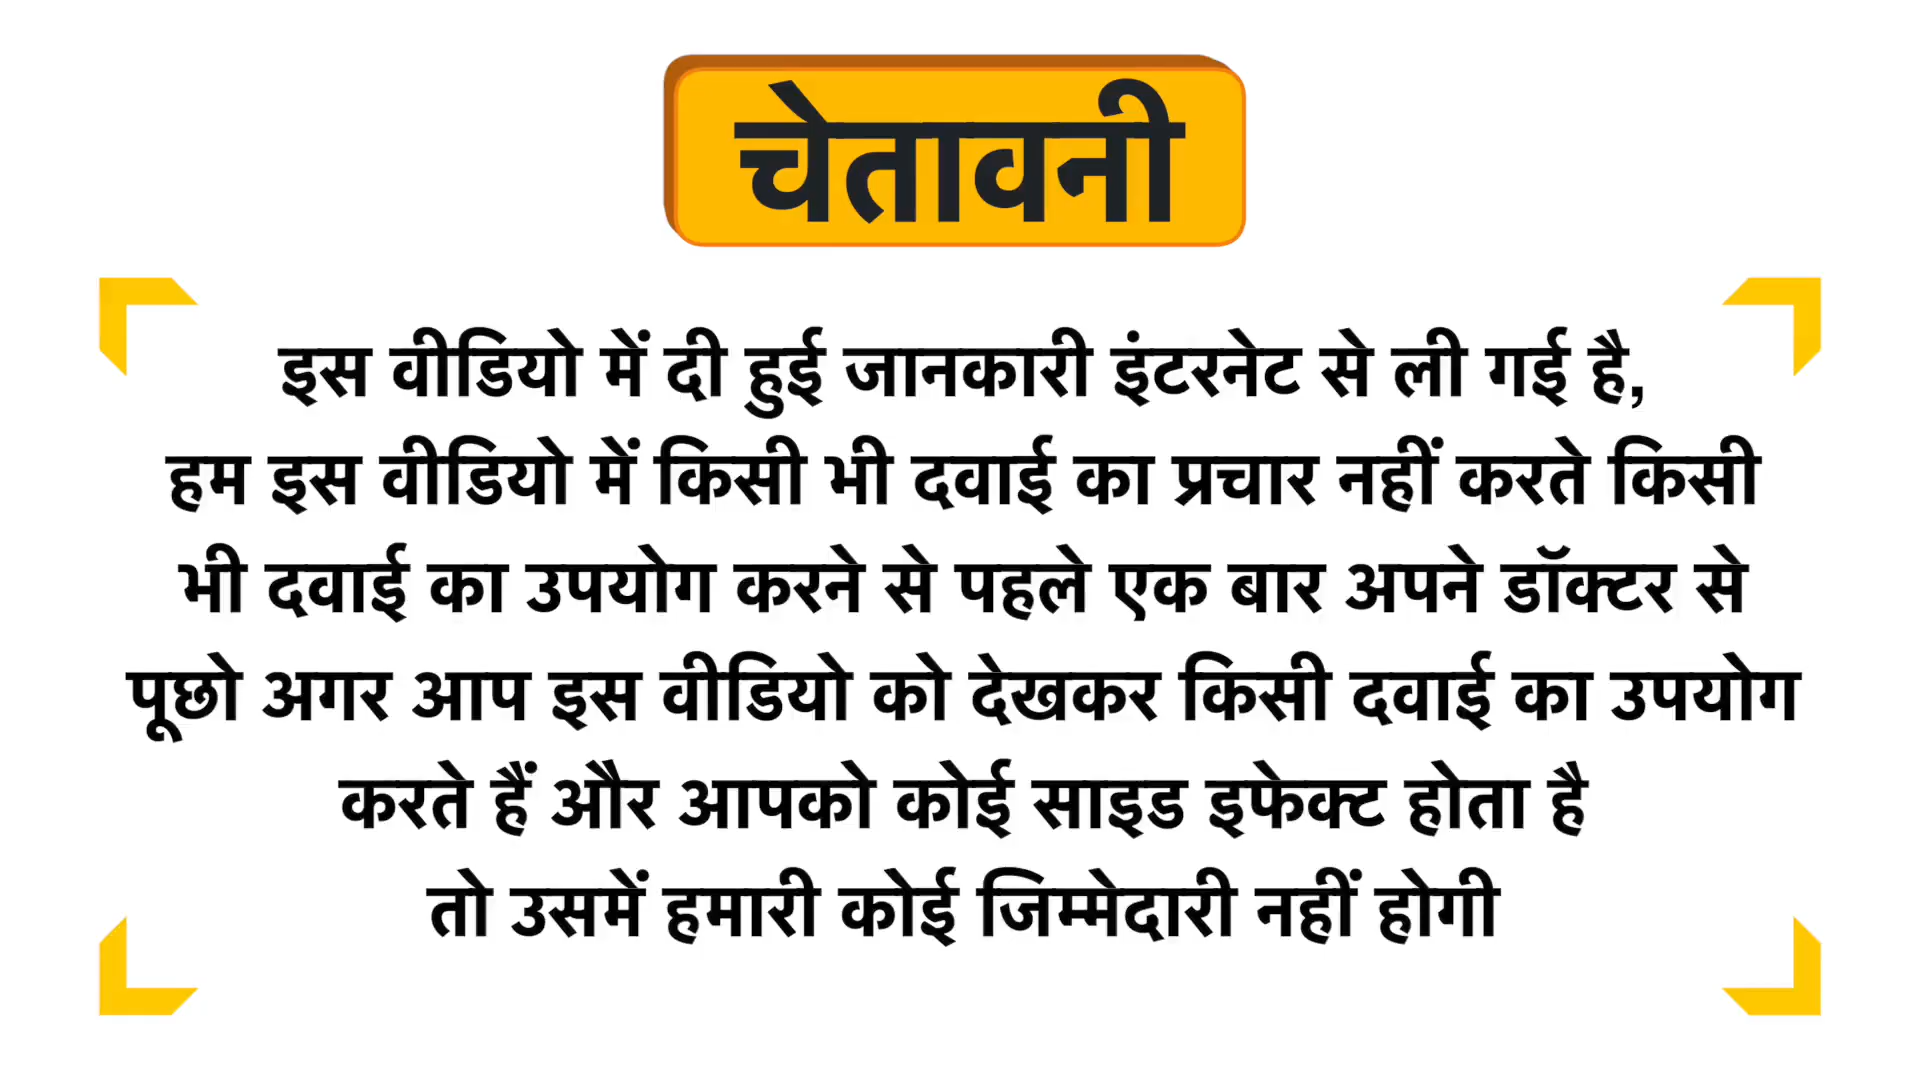 चेतावनी
इस वीडियो में दी हुई जानकारी इंटरनेट से ली गई है,
हम इस वीडियो में किसी भी दवाई का प्रचार नहीं करते किसी
भी दवाई का उपयोग करने से पहले एक बार अपने डॉक्टर से
पूछो अगर आप इस वीडियो को देखकर किसी दवाई का उपयोग
करते हैं और आपको कोई साइड इफेक्ट होता है
तो उसमें हमारी कोई जिम्मेदारी नहीं होगी